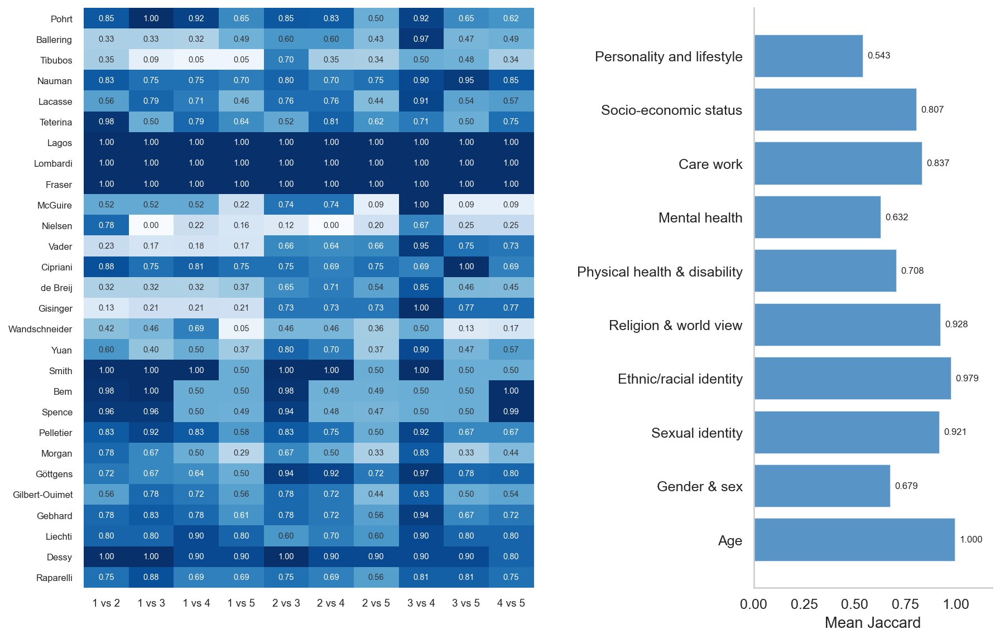 Pohrt 0.85 1.00 0.92 0.65 0.85 0.83 0.50 0.92 0.65 0.62
Ballering 0.33 0.33 0.32 0.49 0.60 0.60 0.43 0.97 0.47 0.49
Tibubos 0.35 0.09 0.05 0.05 0.70 0.35 0.34 0.50 0.48 0.34
Nauman 0.83 0.75 0.75 0.70 0.80 0.70 0.75 0.90 0.95 0.85
Lacasse 0.56 0.79 0.71 0.46 0.76 0.76 0.44 0.91 0.54 0.57
Teterina 0.98 0.50 0.79 0.64 0.52 0.81 0.62 0.71 0.50 0.75
Lagos 1.00 1.00 1.00 1.00 1.00 1.00 1.00 1.00 1.00 1.00
Lombardi 1.00 1.00 1.00 1.00 1.00 1.00 1.00 1.00 1.00 1.00
Fraser 1.00 1.00 1.00 1.00 1.00 1.00 1.00 1.00 1.00 1.00
McGuire 0.52 0.52 0.52 0.22 0.74 0.74 0.09 1.00 0.09 0.09
Nielsen 0.78 0.00 0.22 0.16 0.12 0.00 0.20 0.67 0.25 0.25
Vader 0.23 0.17 0.18 0.17 0.66 0.64 0.66 0.95 0.75 0.73
Cipriani 0.88 0.75 0.81 0.75 0.75 0.69 0.75 0.69 1.00 0.69
de Breij 0.32 0.32 0.32 0.37 0.65 0.71 0.54 0.85 0.46 0.45
Gisinger 0.13 0.21 0.21 0.21 0.73 0.73 0.73 1.00 0.77 0.77
Wandschneider 0.42 0.46 0.69 0.05 0.46 0.46 0.36 0.50 0.13 0.17
Yuan 0.60 0.40 0.50 0.37 0.80 0.70 0.37 0.90 0.47 0.57
Smith 1.00 1.00 1.00 0.50 1.00 1.00 0.50 1.00 0.50 0.50
Bem 0.98 1.00 0.50 0.50 0.98 0.49 0.49 0.50 0.50 1.00
Spence 0.96 0.96 0.50 0.49 0.94 0.48 0.47 0.50 0.50 0.99
Pelletier 0.83 0.92 0.83 0.58 0.83 0.75 0.50 0.92 0.67 0.67
Morgan 0.78 0.67 0.50 0.29 0.67 0.50 0.33 0.83 0.33 0.44
Göttgens 0.72 0.67 0.64 0.50 0.94 0.92 0.72 0.97 0.78 0.80
Gilbert-Ouimet 0.56 0.78 0.72 0.56 0.78 0.72 0.44 0.83 0.50 0.54
Gebhard 0.78 0.83 0.78 0.61 0.78 0.72 0.56 0.94 0.67 0.72
Liechti 0.80 0.80 0.90 0.80 0.60 0.70 0.60 0.90 0.80 0.80
Dessy 1.00 1.00 0.90 0.90 1.00 0.90 0.90 0.90 0.90 0.80
Raparelli 0.75 0.88 0.69 0.69 0.75 0.69 0.56 0.81 0.81 0.75
1 vs 2 1 vs 3 1 vs 4 1 vs 5 2 vs 3 2 vs 4 2 vs 5 3 vs 4 3 vs 5 4 vs 5
Personality and lifestyle 0.543
Socio-economic status 0.807
Care work 0.837
Mental health 0.632
Physical health & disability 0.708
Religion & world view 0.928
Ethnic/racial identity 0.979
Sexual identity 0.921
Gender & sex 0.679
Age 1.000
0.00 0.25 0.50 0.75 1.00
Mean Jaccard